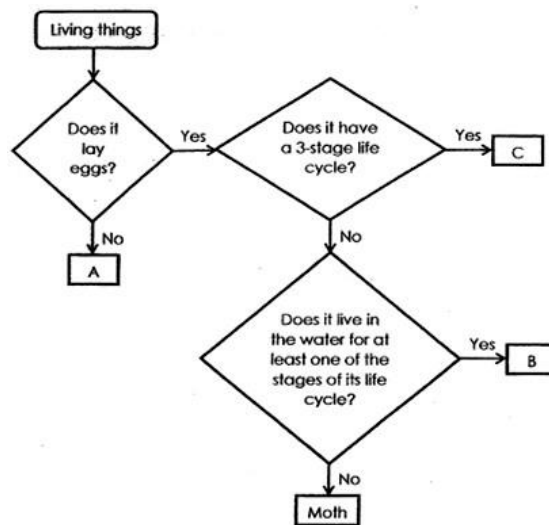 Living things
Does it
lay
eggs?
Yes
Does it have
a 3-stage life
cycle?
Yes
C
No
A
No
Does it live in
the water for at
least one of the
stages of its life
cycle?
Yes
B
No
Moth